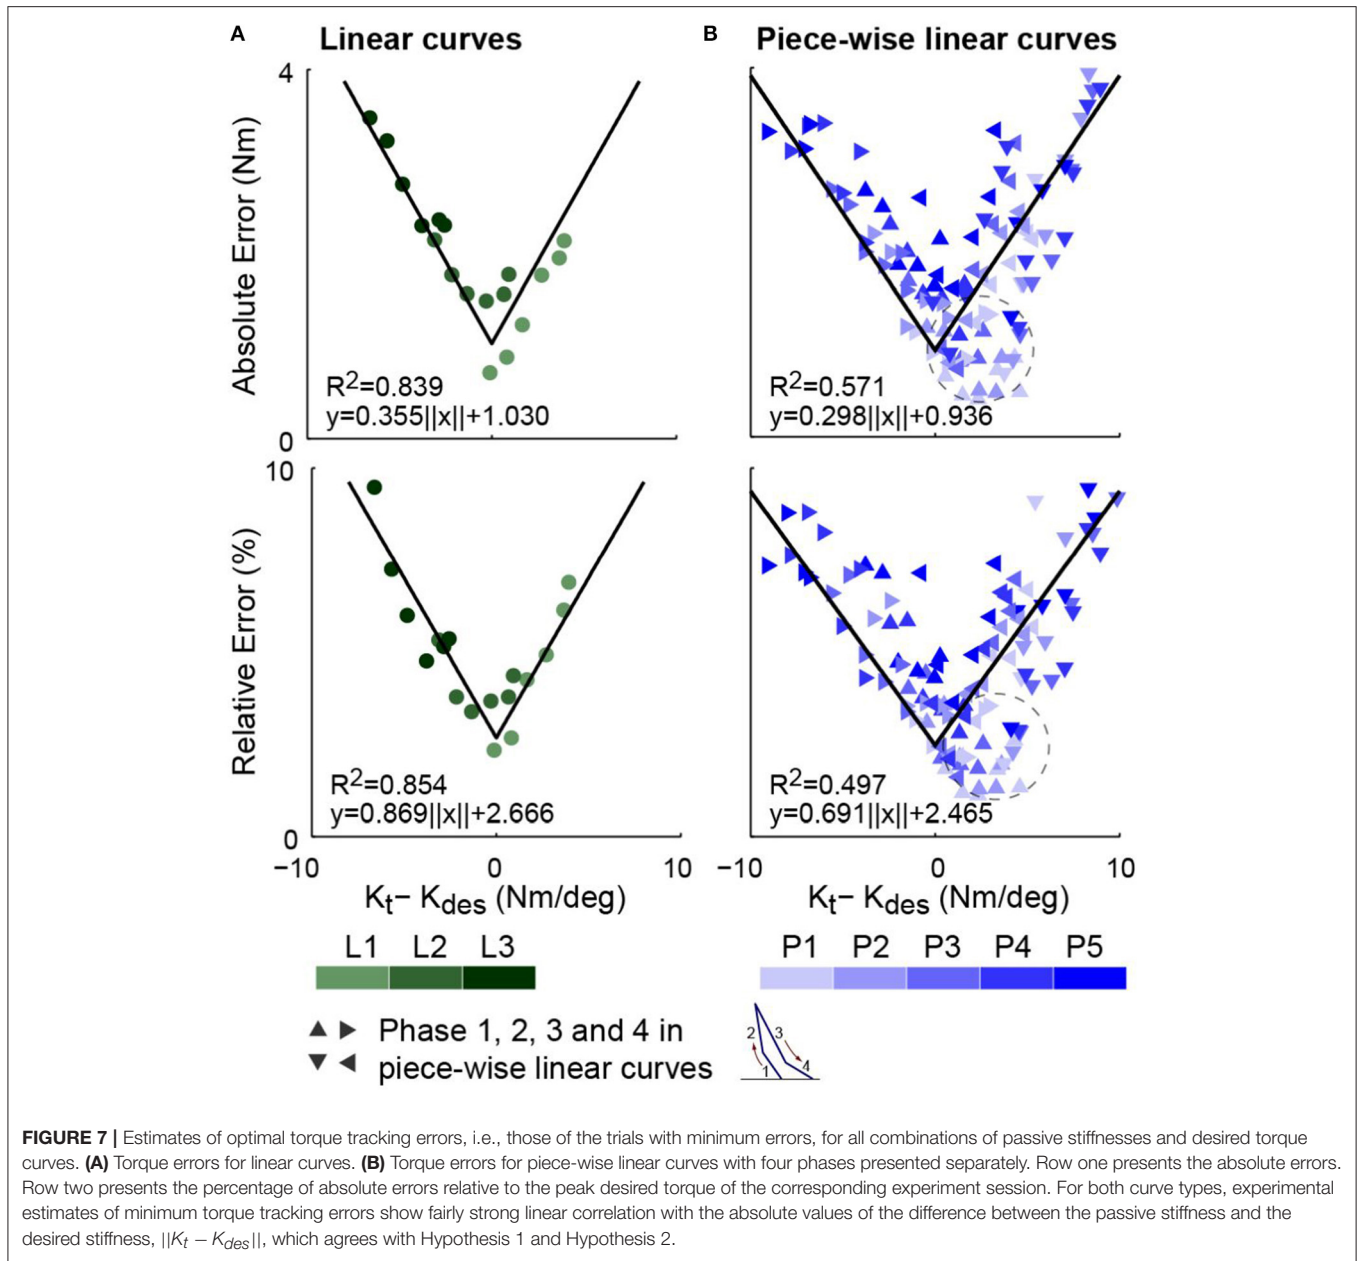 A
Linear curves
B
Piece-wise linear curves
4
Absolute Error (Nm)
R2=0.839
y=0.355||x||+1.030
0
R2=0.571
y=0.298||x||+0.936
10
Relative Error (%)
R2=0.854
y=0.869||x||+2.666
0
R2=0.497
y=0.691||x||+2.465
−10 0 10
−10 0 10
Kt− Kdes (Nm/deg)
Kt− Kdes (Nm/deg)
L1 L2 L3
P1 P2 P3 P4 P5
▲ ▶ Phase 1, 2, 3 and 4 in
▼ ◀ piece-wise linear curves
2 3
1 4
FIGURE 7 | Estimates of optimal torque tracking errors, i.e., those of the trials with minimum errors, for all combinations of passive stiffnesses and desired torque
curves. (A) Torque errors for linear curves. (B) Torque errors for piece-wise linear curves with four phases presented separately. Row one presents the absolute errors.
Row two presents the percentage of absolute errors relative to the peak desired torque of the corresponding experiment session. For both curve types, experimental
estimates of minimum torque tracking errors show fairly strong linear correlation with the absolute values of the difference between the passive stiffness and the
desired stiffness, ||Kt − Kdes||, which agrees with Hypothesis 1 and Hypothesis 2.